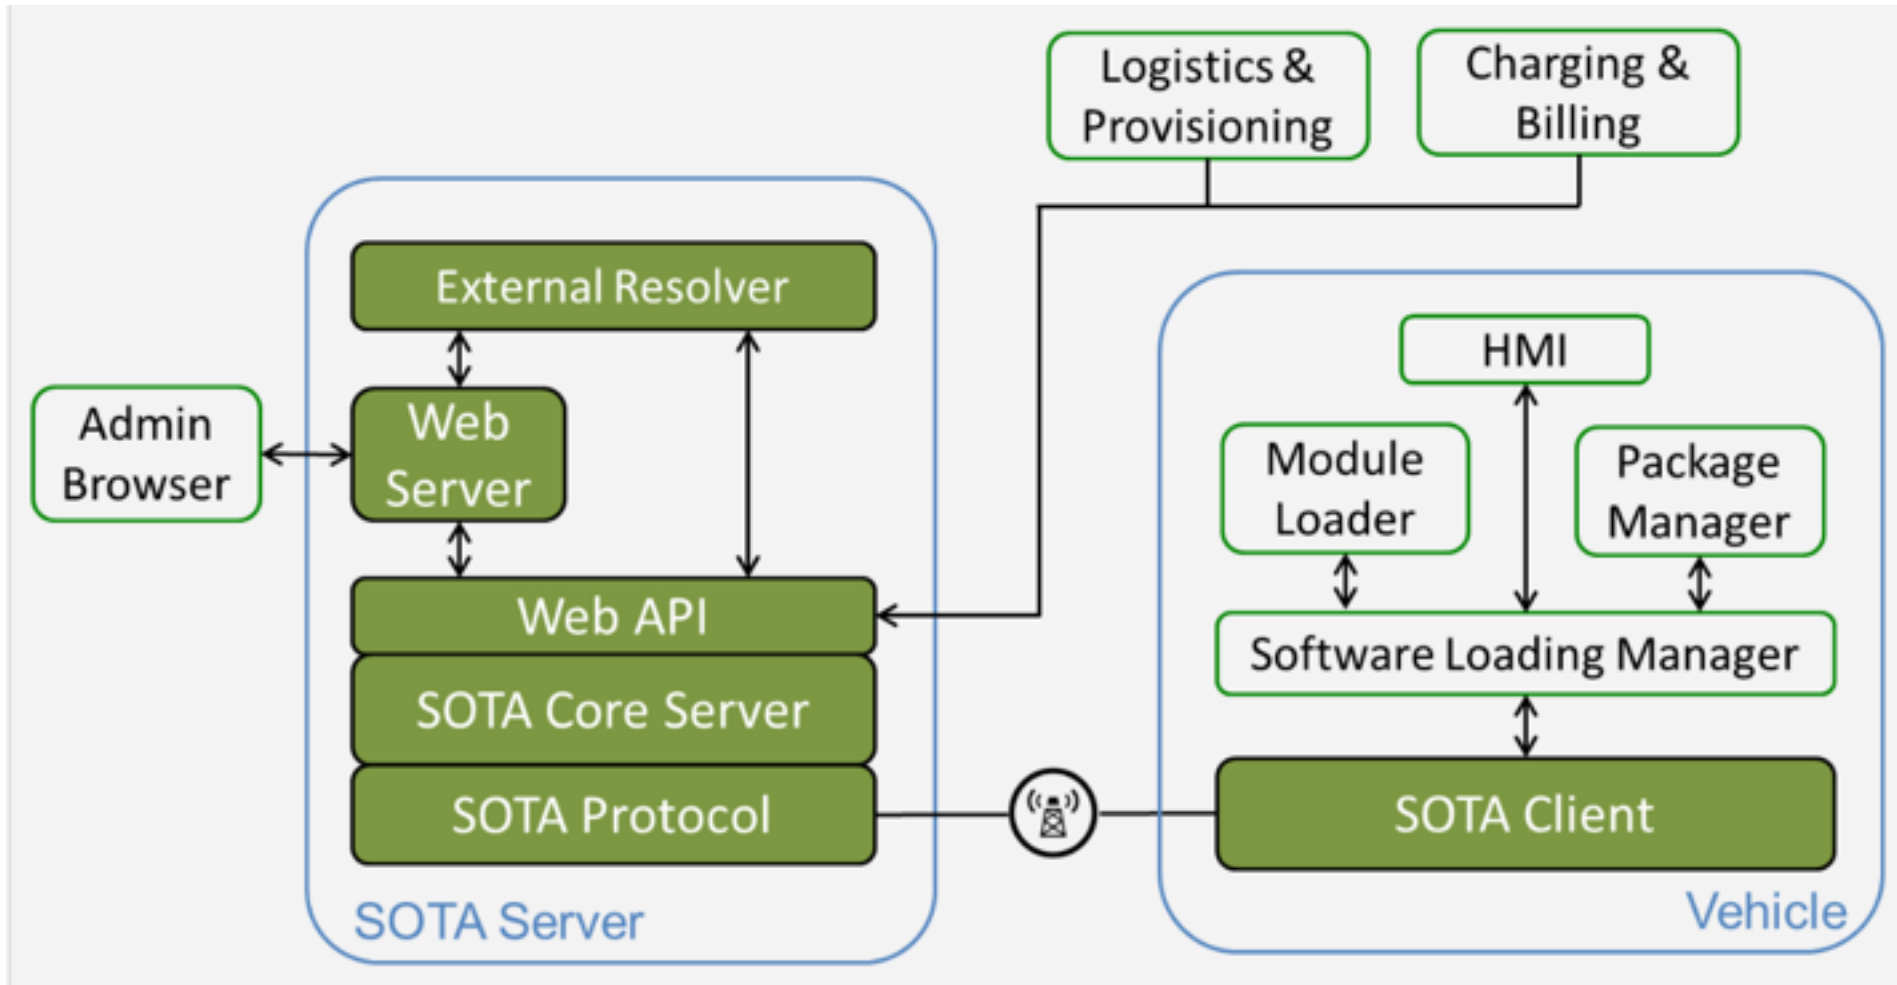 Logistics &
Provisioning
Charging &
Billing
External Resolver
Admin
Browser
Web
Server
Web API
SOTA Core Server
SOTA Protocol
SOTA Server
HMI
Module
Loader
Package
Manager
Software Loading Manager
SOTA Client
Vehicle